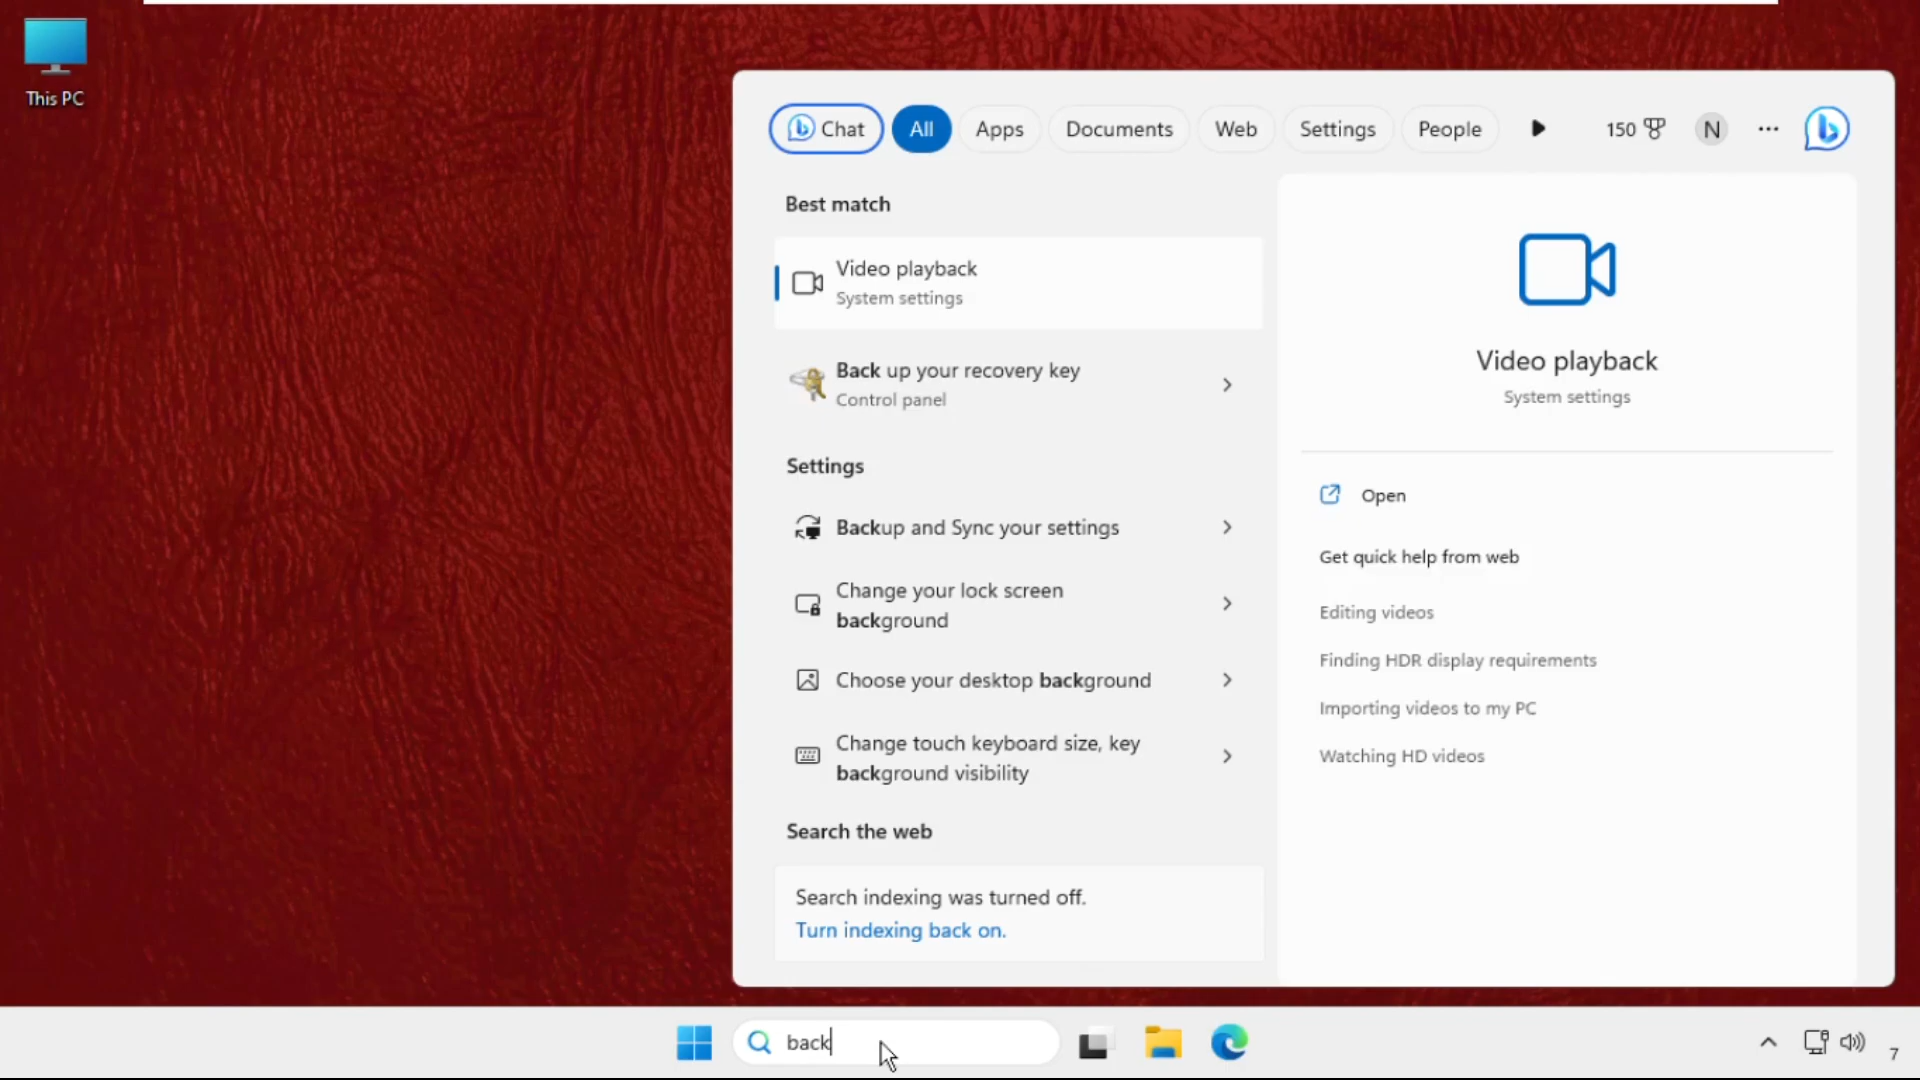 This PC
Chat
All
Apps
Documents
Web
Settings
People
150
N
Best match
Video playback
System settings
Back up your recovery key
Control panel
Settings
Backup and Sync your settings
Change your lock screen
background
Choose your desktop background
Change touch keyboard size, key
background visibility
Search the web
Search indexing was turned off.
Turn indexing back on.
Video playback
System settings
Open
Get quick help from web
Editing videos
Finding HDR display requirements
Importing videos to my PC
Watching HD videos
back
7